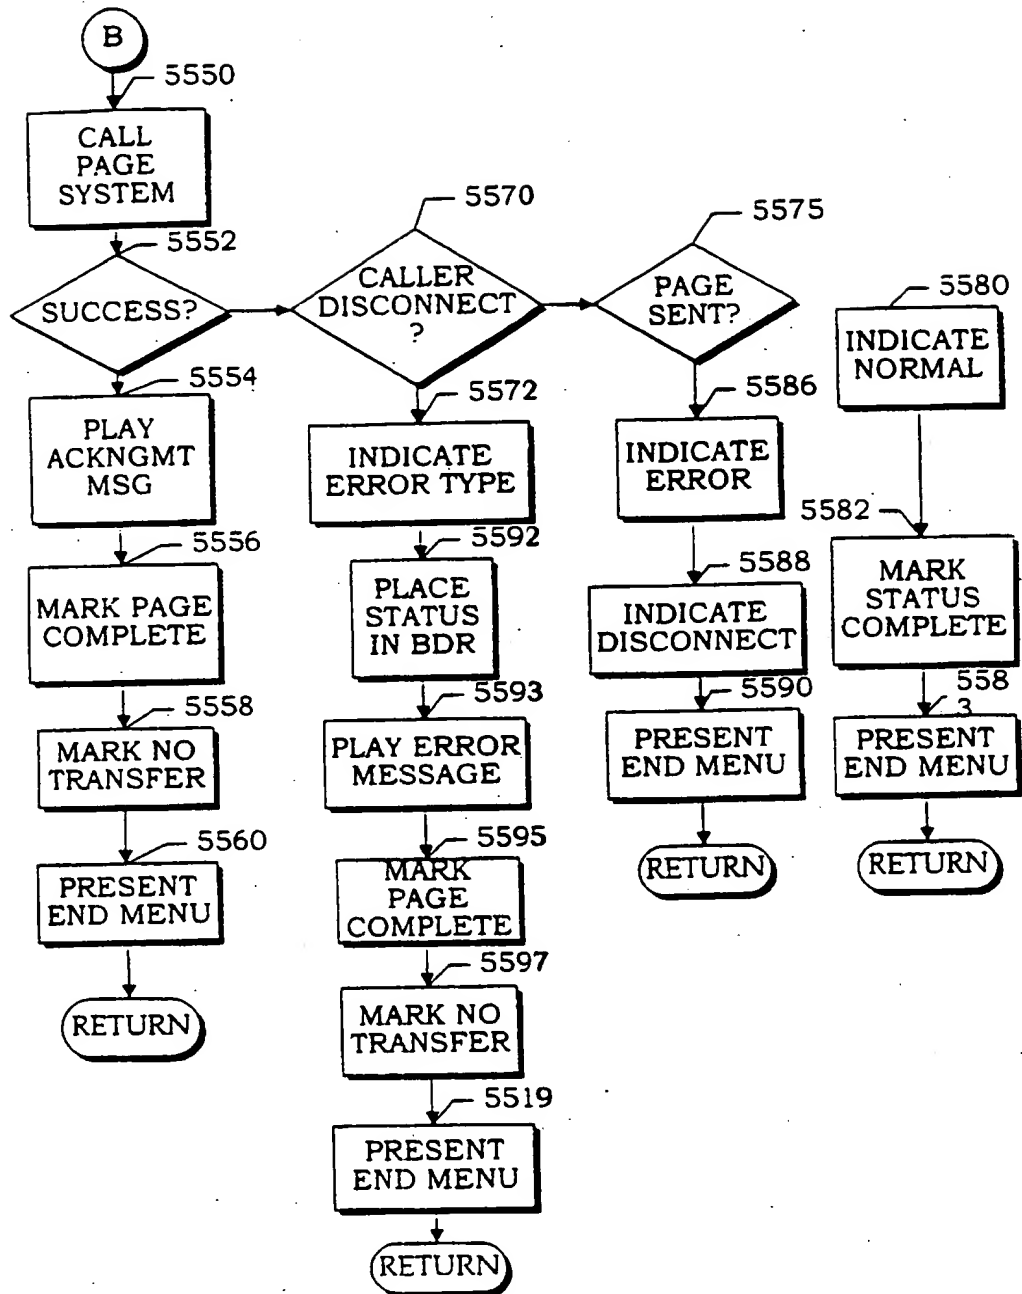 B
5550
CALL
PAGE
SYSTEM
5552
SUCCESS?
5554
PLAY
ACKNGMT
MSG
5556
MARK PAGE
COMPLETE
5558
MARK NO
TRANSFER
5560
PRESENT
END MENU
RETURN
5570
CALLER
DISCONNECT
?
5572
INDICATE
ERROR TYPE
5592
PLACE
STATUS
IN BDR
5593
PLAY ERROR
MESSAGE
5595
MARK
PAGE
COMPLETE
5597
MARK NO
TRANSFER
5519
PRESENT
END MENU
RETURN
5575
PAGE
SENT?
5586
INDICATE
ERROR
5588
INDICATE
DISCONNECT
5590
PRESENT
END MENU
RETURN
5580
INDICATE
NORMAL
5582
MARK
STATUS
COMPLETE
558
3
PRESENT
END MENU
RETURN